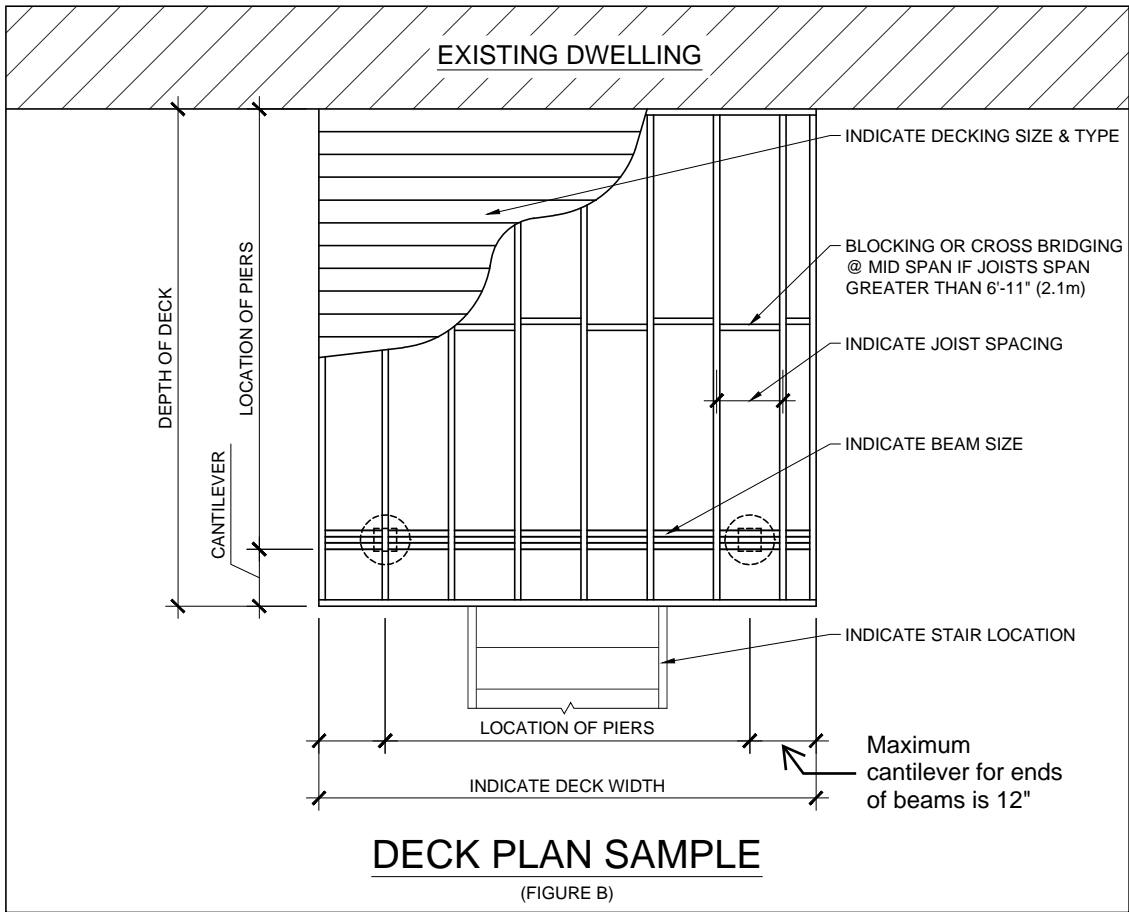 EXISTING DWELLING
INDICATE DECKING SIZE & TYPE
BLOCKING OR CROSS BRIDGING
@ MID SPAN IF JOISTS SPAN
GREATER THAN 6'-11" (2.1m)
INDICATE JOIST SPACING
INDICATE BEAM SIZE
INDICATE STAIR LOCATION
DEPTH OF DECK
LOCATION OF PIERS
CANTILEVER
LOCATION OF PIERS
INDICATE DECK WIDTH
Maximum
cantilever for ends
of beams is 12"
DECK PLAN SAMPLE
(FIGURE B)